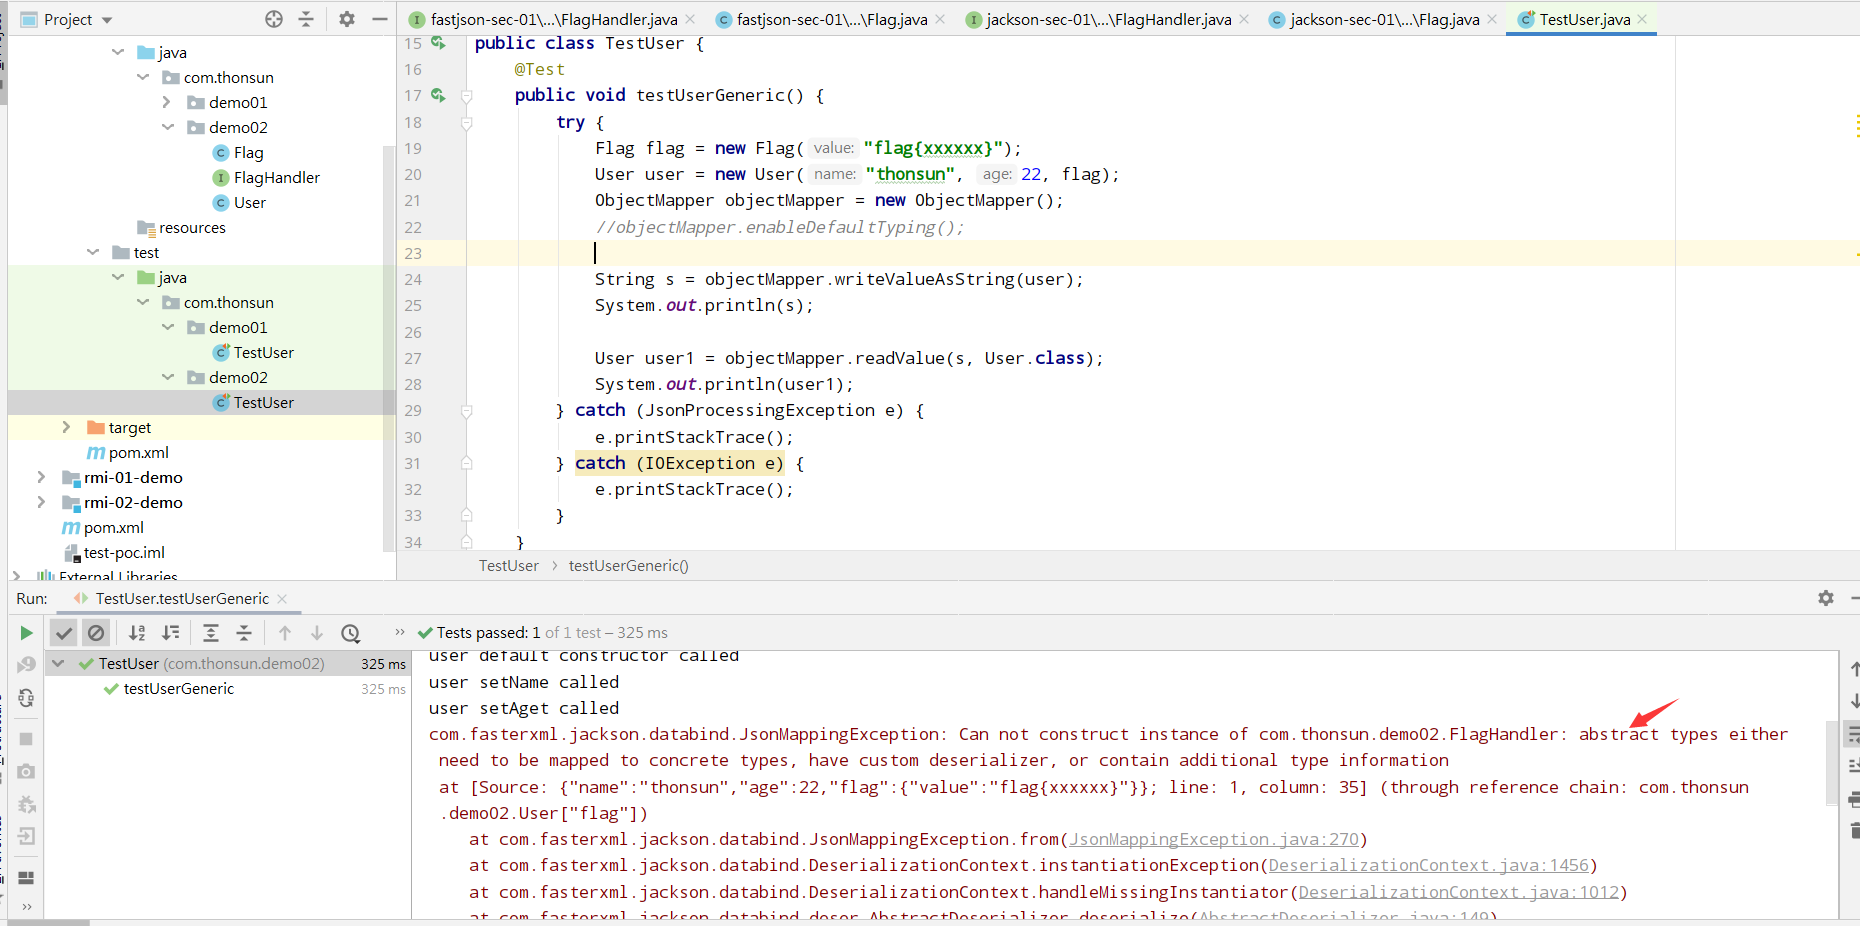 Project
fastjson-sec-01\...\FlagHandler.java
fastjson-sec-01\...\Flag.java
jackson-sec-01\...\FlagHandler.java
jackson-sec-01\...\Flag.java
TestUser.java
java
com.thonsun
demo01
demo02
Flag
FlagHandler
User
resources
test
java
com.thonsun
demo01
TestUser
demo02
TestUser
target
pom.xml
rmi-01-demo
rmi-02-demo
pom.xml
test-poc.iml
External Libraries
15 public class TestUser {
16 @Test
17 public void testUserGeneric() {
18 try {
19 Flag flag = new Flag( value: "flag{xxxxxx}");
20 User user = new User( name: "thonsun", age: 22, flag);
21 ObjectMapper objectMapper = new ObjectMapper();
22 //objectMapper.enableDefaultTyping();
23
24 String s = objectMapper.writeValueAsString(user);
25 System.out.println(s);
26
27 User user1 = objectMapper.readValue(s, User.class);
28 System.out.println(user1);
29 } catch (JsonProcessingException e) {
30 e.printStackTrace();
31 } catch (IOException e) {
32 e.printStackTrace();
33 }
34 }
TestUser > testUserGeneric()
Run: TestUser.testUserGeneric
Tests passed: 1 of 1 test – 325 ms
TestUser (com.thonsun.demo02) 325 ms
testUserGeneric 325 ms
user default constructor called
user setName called
user setAget called
com.fasterxml.jackson.databind.JsonMappingException: Can not construct instance of com.thonsun.demo02.FlagHandler: abstract types either
need to be mapped to concrete types, have custom deserializer, or contain additional type information
at [Source: {"name":"thonsun","age":22,"flag":{"value":"flag{xxxxxx}"}}; line: 1, column: 35] (through reference chain: com.thonsun
.demo02.User["flag"])
at com.fasterxml.jackson.databind.JsonMappingException.from(JsonMappingException.java:270)
at com.fasterxml.jackson.databind.DeserializationContext.instantiationException(DeserializationContext.java:1456)
at com.fasterxml.jackson.databind.DeserializationContext.handleMissingInstantiator(DeserializationContext.java:1012)
at com.fasterxml.jackson.databind.deser.AbstractDeserializer.deserialize(AbstractDeserializer.java:149)